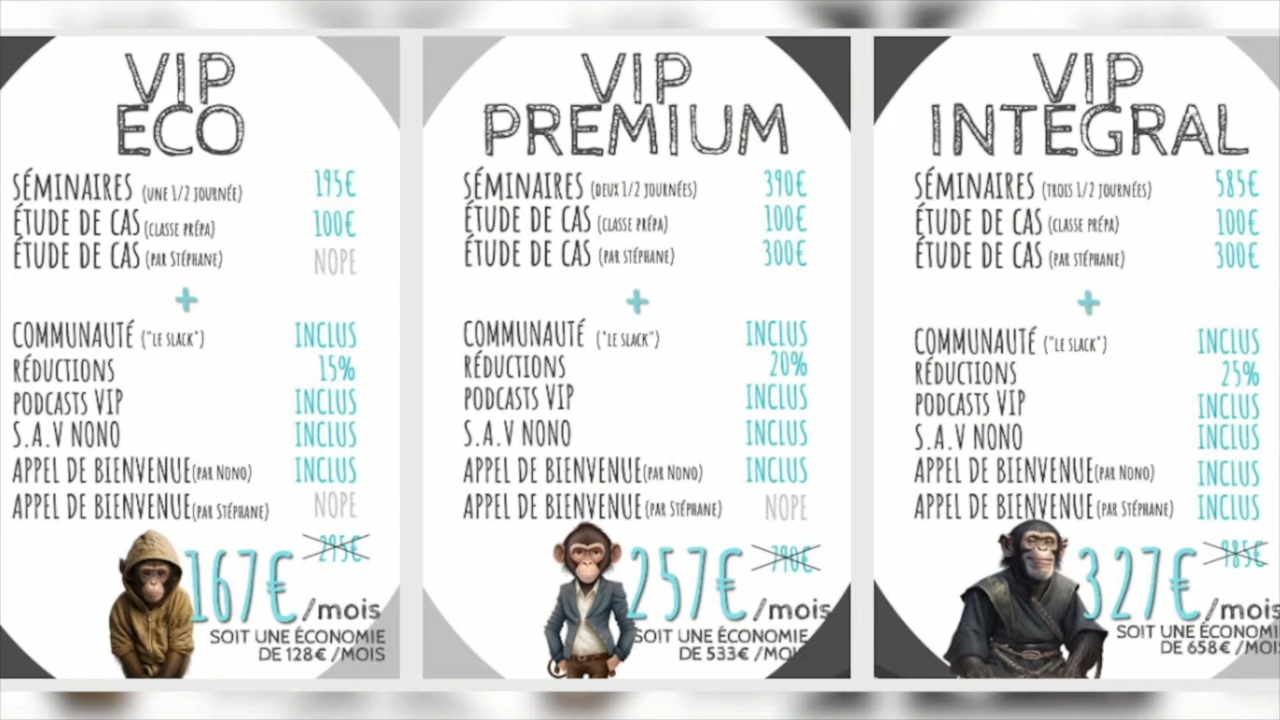 VIP
ECO
SÉMINAIRES (UNE 1/2 JOURNÉE) 195€
ÉTUDE DE CAS (CLASSE PRÉPA) 100€
ÉTUDE DE CAS (PAR STÉPHANE) NOPE
+
COMMUNAUTÉ ("LE SLACK") INCLUS
RÉDUCTIONS 15%
PODCASTS VIP INCLUS
S.A.V NONO INCLUS
APPEL DE BIENVENUE (PAR NONO) INCLUS
APPEL DE BIENVENUE (PAR STÉPHANE) NOPE
295€
167€/mois
SOIT UNE ÉCONOMIE
DE 128€ /MOIS
VIP
PREMIUM
SÉMINAIRES (DEUX 1/2 JOURNÉES) 390€
ÉTUDE DE CAS (CLASSE PRÉPA) 100€
ÉTUDE DE CAS (PAR STÉPHANE) 300€
+
COMMUNAUTÉ ("LE SLACK") INCLUS
RÉDUCTIONS 20%
PODCASTS VIP INCLUS
S.A.V NONO INCLUS
APPEL DE BIENVENUE (PAR NONO) INCLUS
APPEL DE BIENVENUE (PAR STÉPHANE) NOPE
790€
257€/mois
SOIT UNE ÉCONOMIE
DE 533€ /MOIS
VIP
INTEGRAL
SÉMINAIRES (TROIS 1/2 JOURNÉES) 585€
ÉTUDE DE CAS (CLASSE PRÉPA) 100€
ÉTUDE DE CAS (PAR STÉPHANE) 300€
+
COMMUNAUTÉ ("LE SLACK") INCLUS
RÉDUCTIONS 25%
PODCASTS VIP INCLUS
S.A.V NONO INCLUS
APPEL DE BIENVENUE (PAR NONO) INCLUS
APPEL DE BIENVENUE (PAR STÉPHANE) INCLUS
985€
327€/mois
SOIT UNE ÉCONOMI
DE 658€ /MOIS